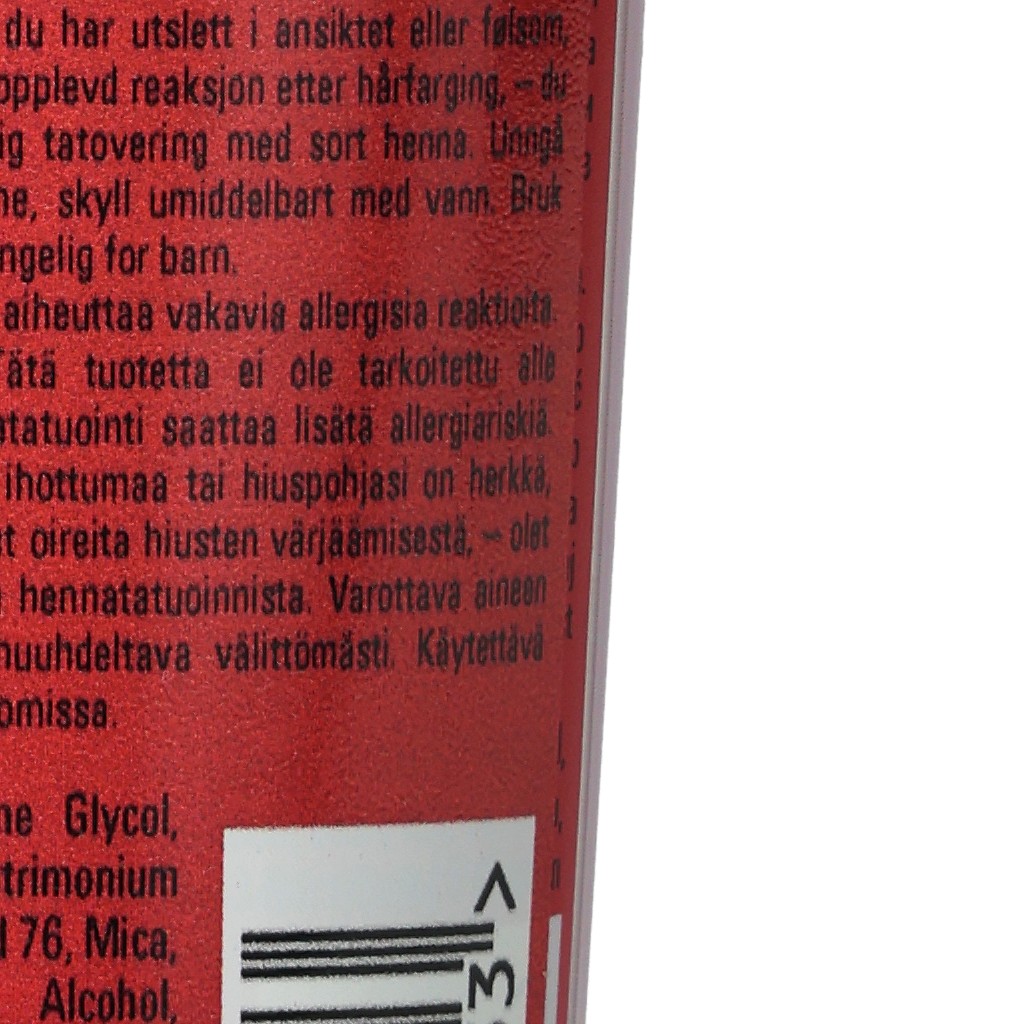 du har utslett i ansiktet eller følsom,
opplevd reaksjon etter hårfarging, – du
ig tatovering med sort henna. Unngå
ne, skyll umiddelbart med vann. Bruk
ngelig for barn.
aiheuttaa vakavia allergisia reaktioita.
Tätä tuotetta ei ole tarkoitettu alle
atatuointi saattaa lisätä allergiariskiä.
ihottumaa tai hiuspohjasi on herkkä,
ut oireita hiusten värjäämisestä, – olet
hennatatuoinnista. Varottava aineen
huuhdeltava välittömästi. Käytettävä
omissa.
ne Glycol,
trimonium
76, Mica,
Alcohol,
3 >